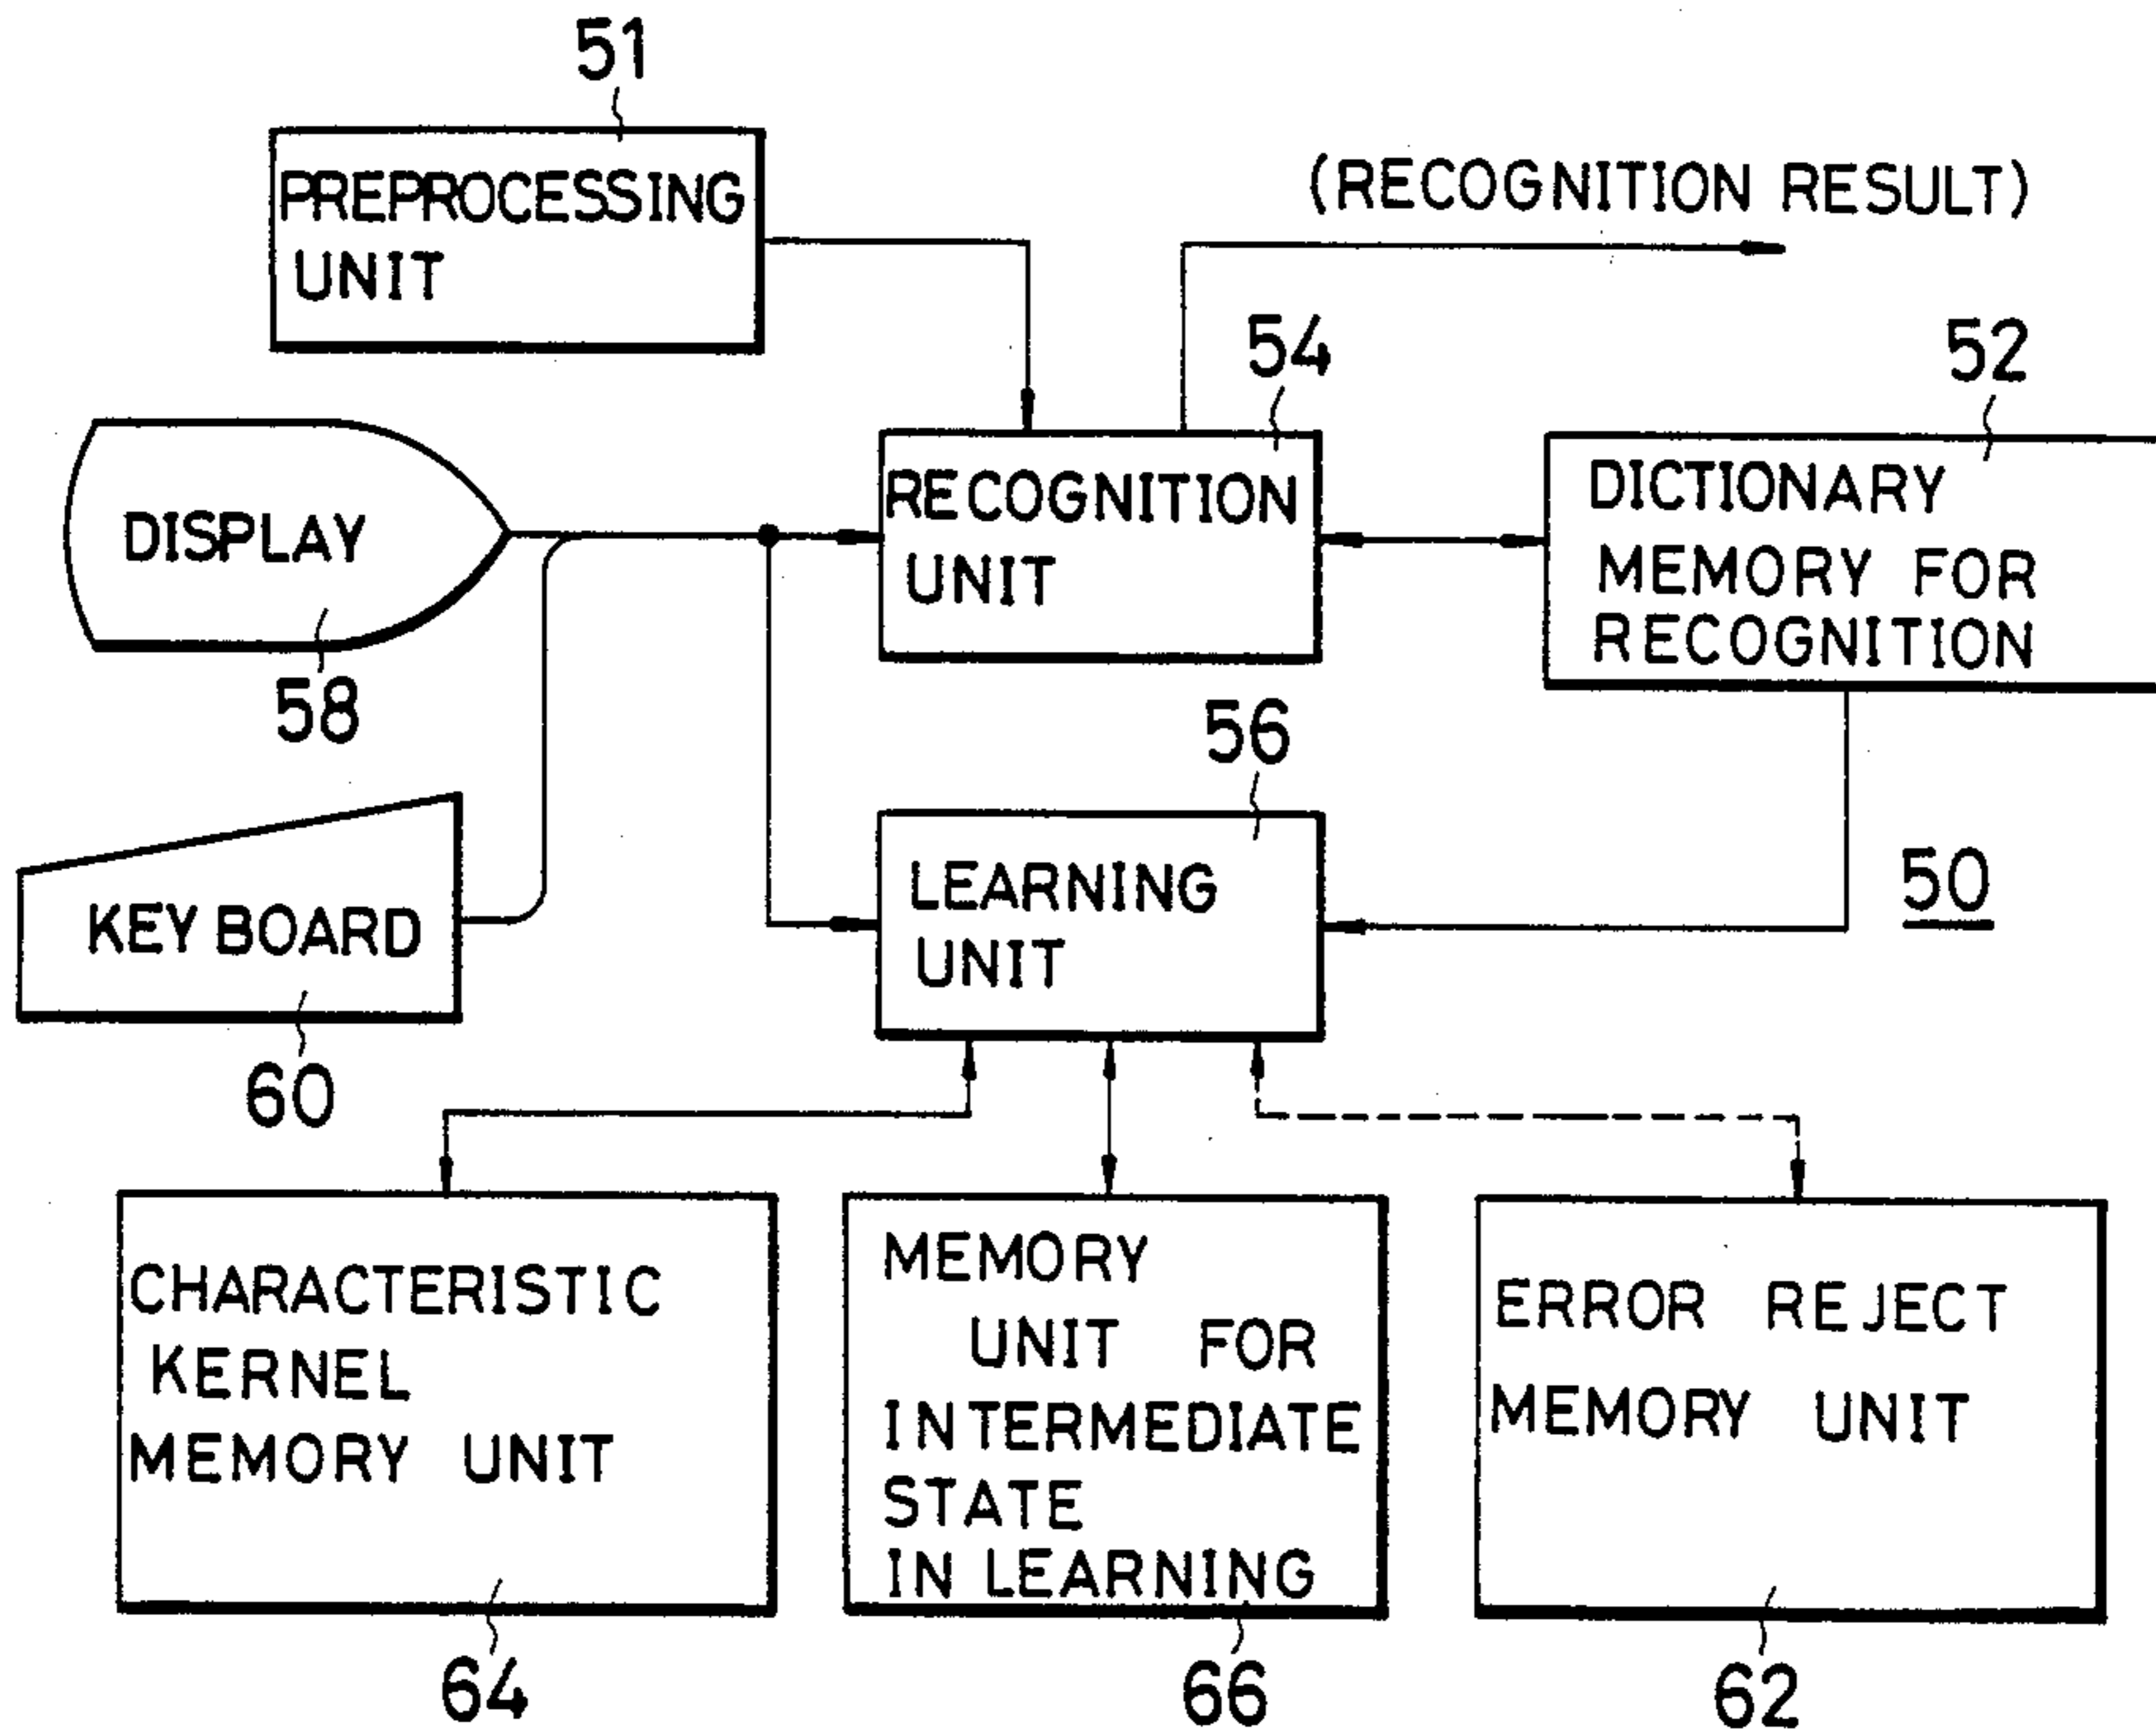 51
PREPROCESSING
UNIT
(RECOGNITION RESULT)
54
52
DISPLAY
58
RECOGNITION
UNIT
DICTIONARY
MEMORY FOR
RECOGNITION
56
KEY BOARD
60
LEARNING
UNIT
50
CHARACTERISTIC
KERNEL
MEMORY UNIT
64
MEMORY
UNIT FOR
INTERMEDIATE
STATE
IN LEARNING
66
ERROR REJECT
MEMORY UNIT
62